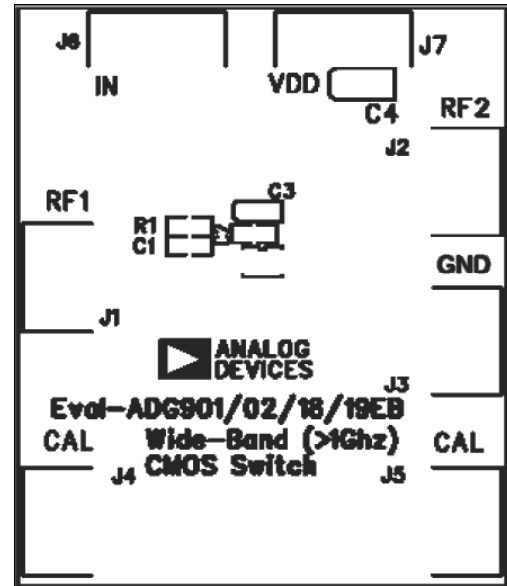 J6
J7
IN
VDD
C4
RF2
J2
RF1
C3
R1
C1
GND
J1
ANALOG
DEVICES
J3
Eval-ADG901/02/18/19EB
CAL
Wide-Band (>1Ghz)
CAL
J4
CMOS Switch
J5